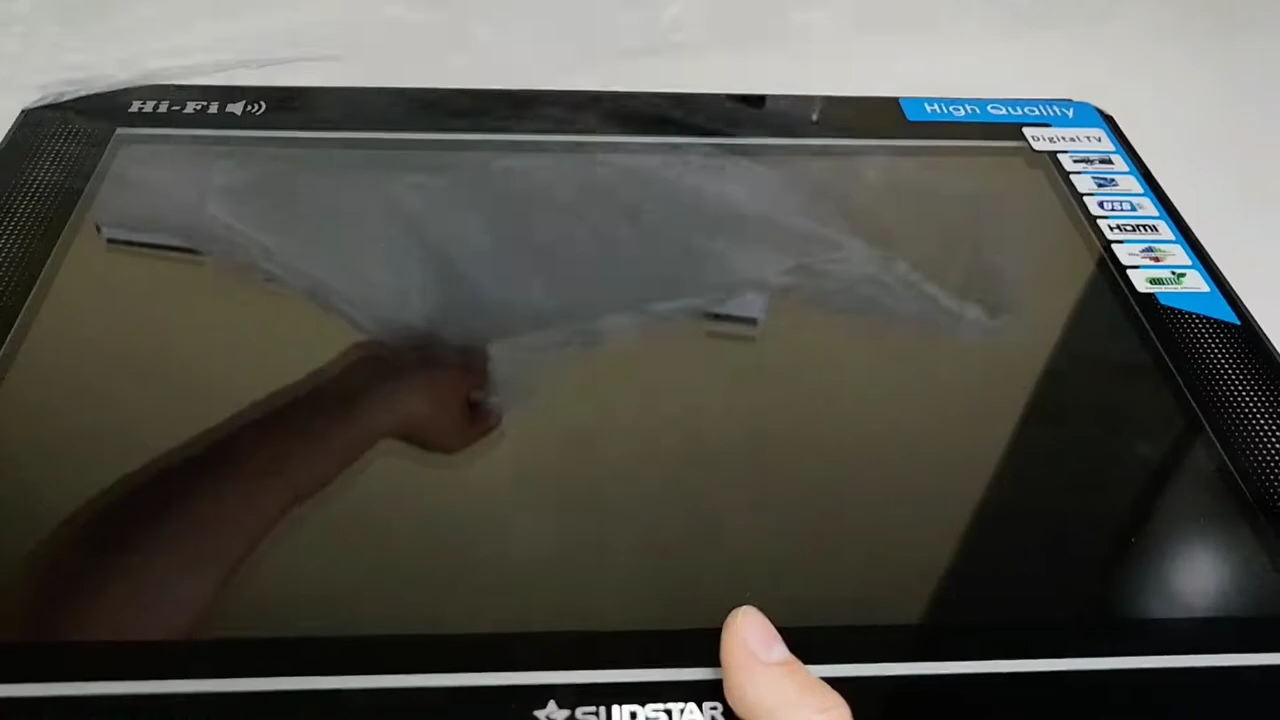 Hi-Fi
High Quality
Digital TV
USB
HDMI
SUDSTAR